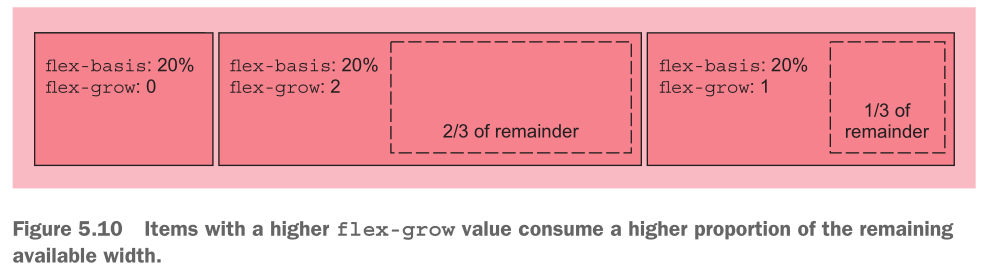 flex-basis: 20%
flex-grow: 0
flex-basis: 20%
flex-grow: 2
2/3 of remainder
flex-basis: 20%
flex-grow: 1
1/3 of
remainder
Figure 5.10 Items with a higher flex-grow value consume a higher proportion of the remaining
available width.